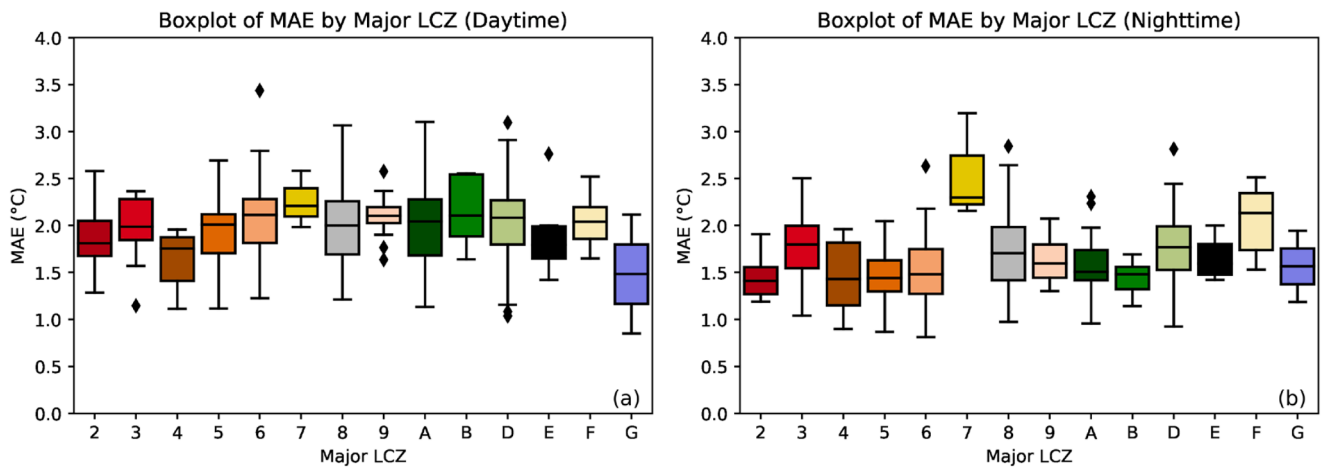 Boxplot of MAE by Major LCZ (Daytime)
MAE (°C)
4.0
3.5
3.0
2.5
2.0
1.5
1.0
0.5
0.0
(a)
2 3 4 5 6 7 8 9 A B D E F G
Major LCZ
Boxplot of MAE by Major LCZ (Nighttime)
MAE (°C)
4.0
3.5
3.0
2.5
2.0
1.5
1.0
0.5
0.0
(b)
2 3 4 5 6 7 8 9 A B D E F G
Major LCZ